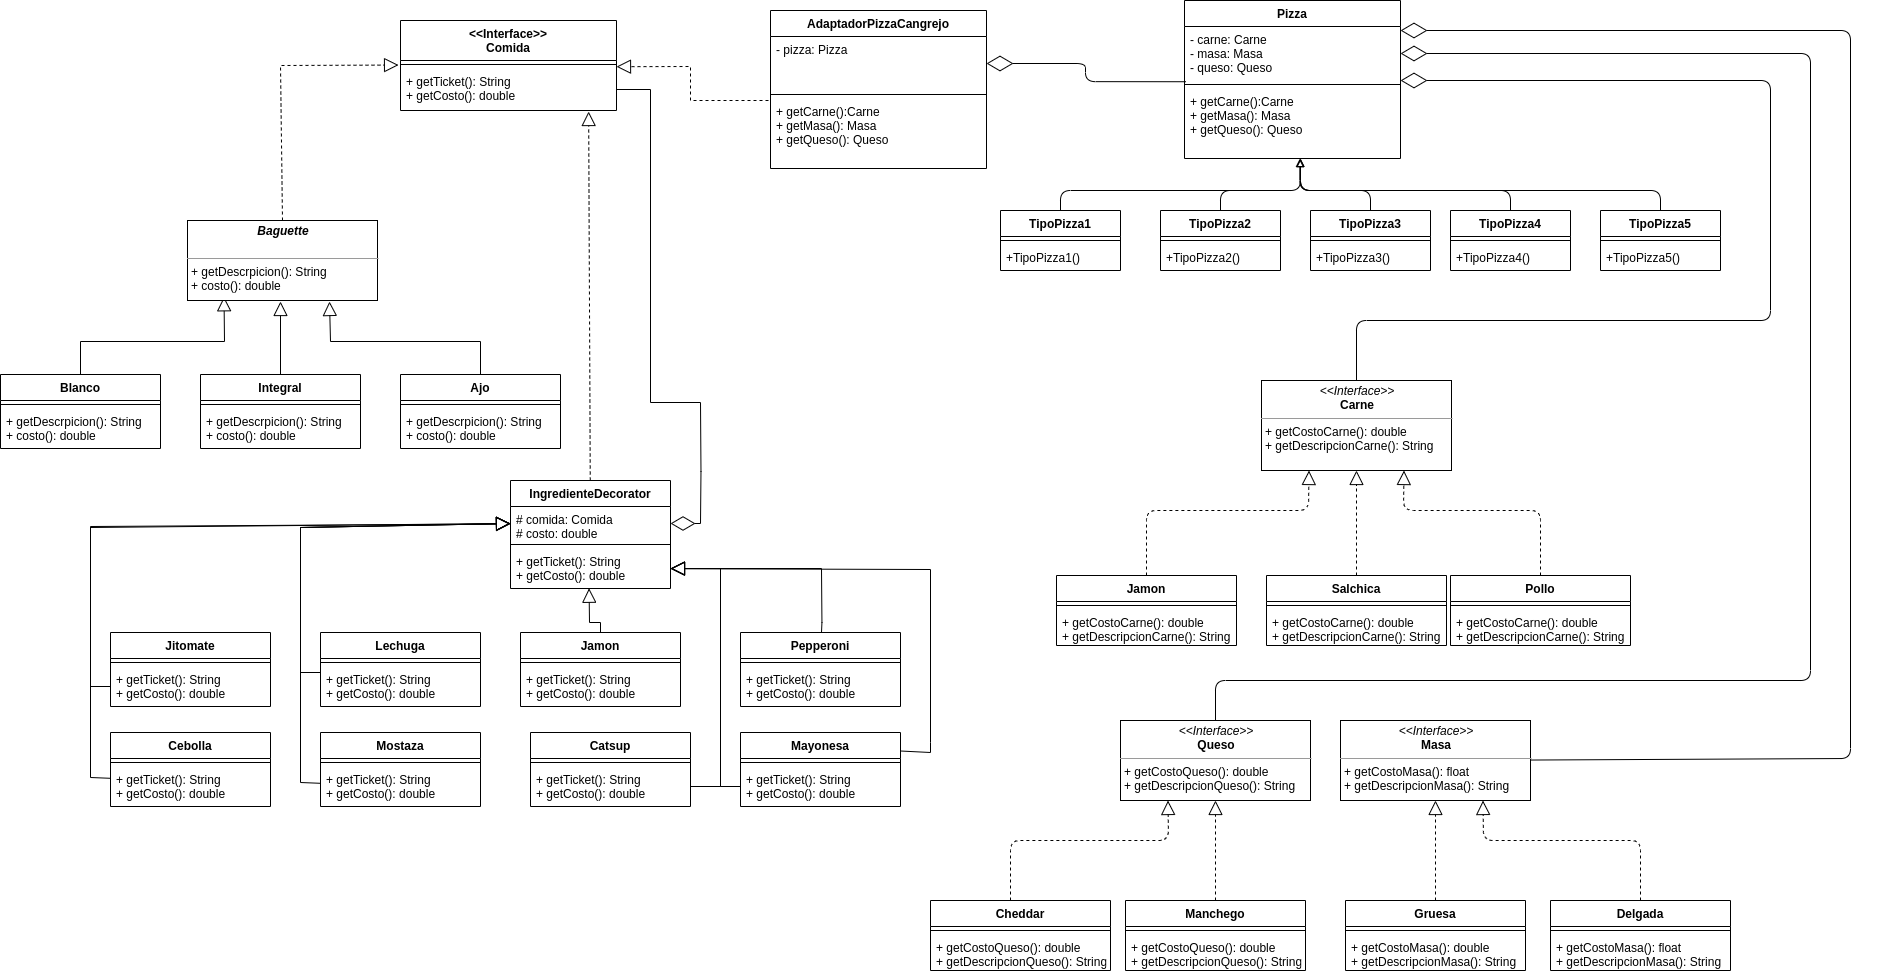 <<Interface>>
Comida
+ getTicket(): String
+ getCosto(): double
AdaptadorPizzaCangrejo
- pizza: Pizza
+ getCarne():Carne
+ getMasa(): Masa
+ getQueso(): Queso
Pizza
- carne: Carne
- masa: Masa
- queso: Queso
+ getCarne():Carne
+ getMasa(): Masa
+ getQueso(): Queso
TipoPizza1
+TipoPizza1()
TipoPizza2
+TipoPizza2()
TipoPizza3
+TipoPizza3()
TipoPizza4
+TipoPizza4()
TipoPizza5
+TipoPizza5()
Baguette
+ getDescrpicion(): String
+ costo(): double
Blanco
+ getDescrpicion(): String
+ costo(): double
Integral
+ getDescrpicion(): String
+ costo(): double
Ajo
+ getDescrpicion(): String
+ costo(): double
<<Interface>>
Carne
+ getCostoCarne(): double
+ getDescripcionCarne(): String
IngredienteDecorator
# comida: Comida
# costo: double
+ getTicket(): String
+ getCosto(): double
Jamon
+ getCostoCarne(): double
+ getDescripcionCarne(): String
Salchica
+ getCostoCarne(): double
+ getDescripcionCarne(): String
Pollo
+ getCostoCarne(): double
+ getDescripcionCarne(): String
Jitomate
+ getTicket(): String
+ getCosto(): double
Lechuga
+ getTicket(): String
+ getCosto(): double
Jamon
+ getTicket(): String
+ getCosto(): double
Pepperoni
+ getTicket(): String
+ getCosto(): double
Cebolla
+ getTicket(): String
+ getCosto(): double
Mostaza
+ getTicket(): String
+ getCosto(): double
Catsup
+ getTicket(): String
+ getCosto(): double
Mayonesa
+ getTicket(): String
+ getCosto(): double
<<Interface>>
Queso
+ getCostoQueso(): double
+ getDescripcionQueso(): String
<<Interface>>
Masa
+ getCostoMasa(): float
+ getDescripcionMasa(): String
Cheddar
+ getCostoQueso(): double
+ getDescripcionQueso(): String
Manchego
+ getCostoQueso(): double
+ getDescripcionQueso(): String
Gruesa
+ getCostoMasa(): double
+ getDescripcionMasa(): String
Delgada
+ getCostoMasa(): float
+ getDescripcionMasa(): String